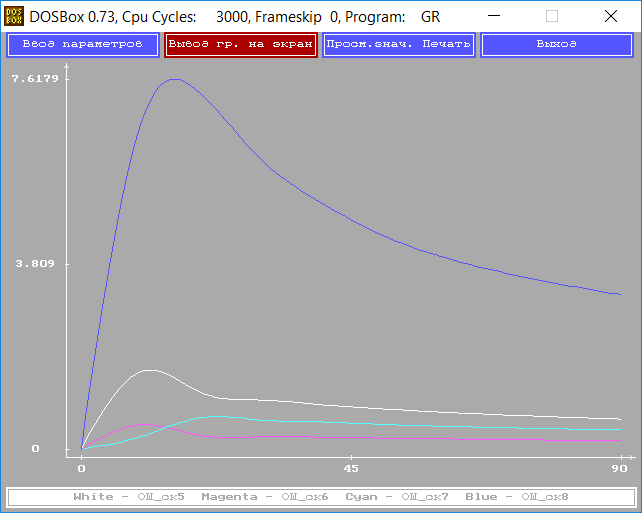 DOSBox 0.73, Cpu Cycles: 3000, Frameskip 0, Program: GR
Ввод параметров Вывод гр. на экран Просм.знач. Печать Выход
7.6179
3.809
0
0 45 90
White - ОШ_ск5 Magenta - ОШ_ск6 Cyan - ОШ_ск7 Blue - ОШ_ск8